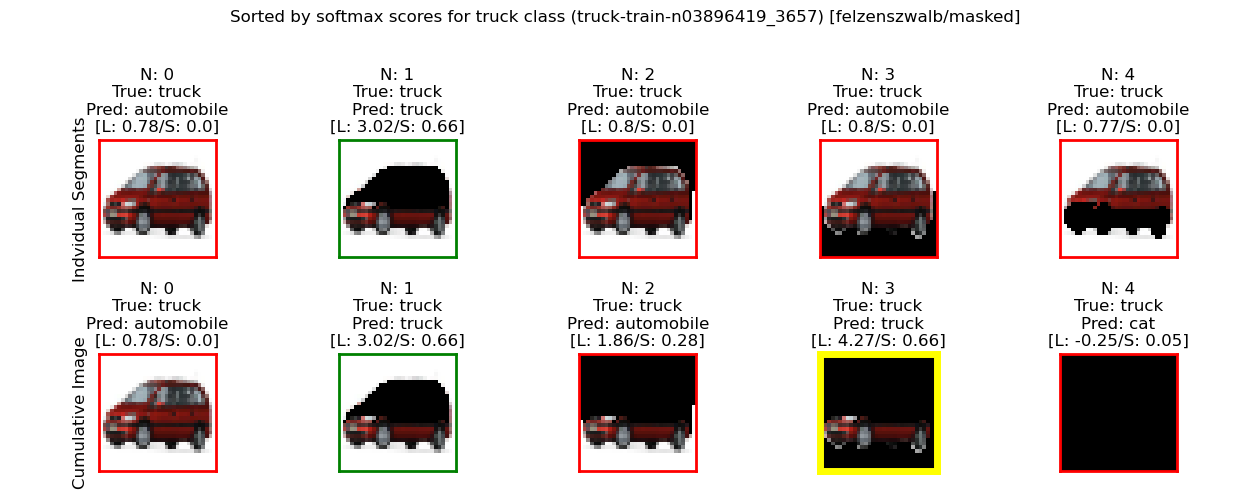 Sorted by softmax scores for truck class (truck-train-n03896419_3657) [felzenszwalb/masked]
Indvidual Segments
N: 0
True: truck
Pred: automobile
[L: 0.78/S: 0.0]
N: 1
True: truck
Pred: truck
[L: 3.02/S: 0.66]
N: 2
True: truck
Pred: automobile
[L: 0.8/S: 0.0]
N: 3
True: truck
Pred: automobile
[L: 0.8/S: 0.0]
N: 4
True: truck
Pred: automobile
[L: 0.77/S: 0.0]
Cumulative Image
N: 0
True: truck
Pred: automobile
[L: 0.78/S: 0.0]
N: 1
True: truck
Pred: truck
[L: 3.02/S: 0.66]
N: 2
True: truck
Pred: automobile
[L: 1.86/S: 0.28]
N: 3
True: truck
Pred: truck
[L: 4.27/S: 0.66]
N: 4
True: truck
Pred: cat
[L: -0.25/S: 0.05]